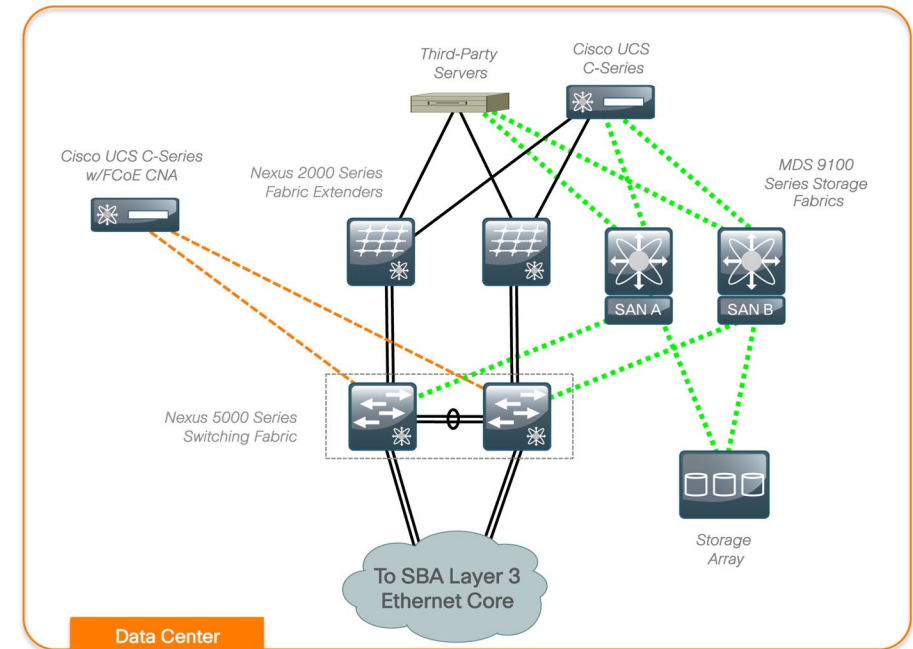 Third-Party
Servers
Cisco UCS
C-Series
Cisco UCS C-Series
w/FCoE CNA
Nexus 2000 Series
Fabric Extenders
MDS 9100
Series Storage
Fabrics
SAN A
SAN B
Nexus 5000 Series
Switching Fabric
Storage
Array
To SBA Layer 3
Ethernet Core
Data Center